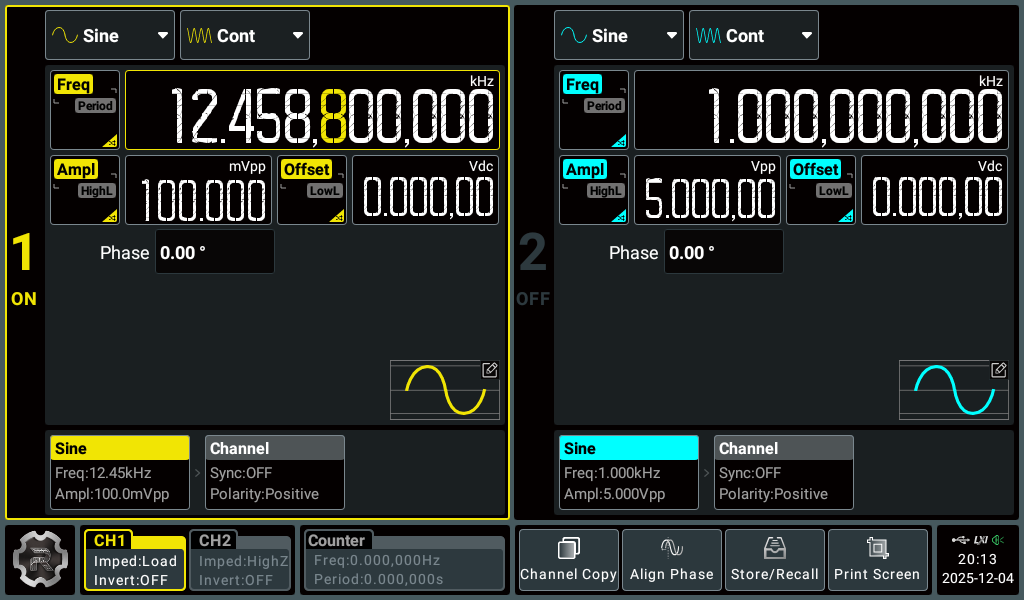 Sine Cont
kHz
Freq
Period
12.458,800,000
mVpp
Vdc
Ampl
HighL
100.000
Offset
LowL
0.000,00
1
ON
Phase 0.00 °
Sine
Freq:12.45kHz
Ampl:100.0mVpp
Channel
Sync:OFF
Polarity:Positive
Sine Cont
kHz
Freq
Period
1.000,000,000
Vpp
Vdc
Ampl
HighL
5.000,00
Offset
LowL
0.000,00
2
OFF
Phase 0.00 °
Sine
Freq:1.000kHz
Ampl:5.000Vpp
Channel
Sync:OFF
Polarity:Positive
R
CH1
Imped:Load
Invert:OFF
CH2
Imped:HighZ
Invert:OFF
Counter
Freq:0.000,000Hz
Period:0.000,000s
Channel Copy
Align Phase
Store/Recall
Print Screen
LXI
20:13
2025-12-04